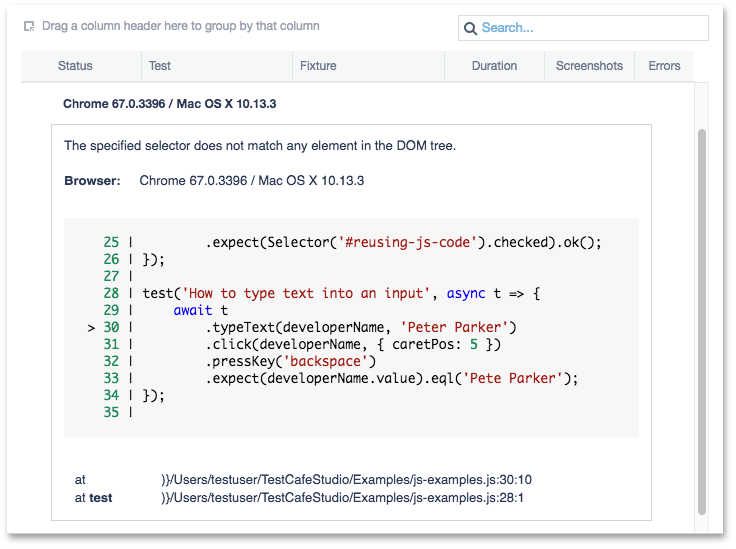 Drag a column header here to group by that column
Search...
Status Test Fixture Duration Screenshots Errors
Chrome 67.0.3396 / Mac OS X 10.13.3
The specified selector does not match any element in the DOM tree.
Browser: Chrome 67.0.3396 / Mac OS X 10.13.3
25 | .expect(Selector('#reusing-js-code').checked).ok();
26 | });
27 |
28 | test('How to type text into an input', async t => {
29 | await t
> 30 | .typeText(developerName, 'Peter Parker')
31 | .click(developerName, { caretPos: 5 })
32 | .pressKey('backspace')
33 | .expect(developerName.value).eql('Pete Parker');
34 | });
35 |
at )}/Users/testuser/TestCafeStudio/Examples/js-examples.js:30:10
at test )}/Users/testuser/TestCafeStudio/Examples/js-examples.js:28:1